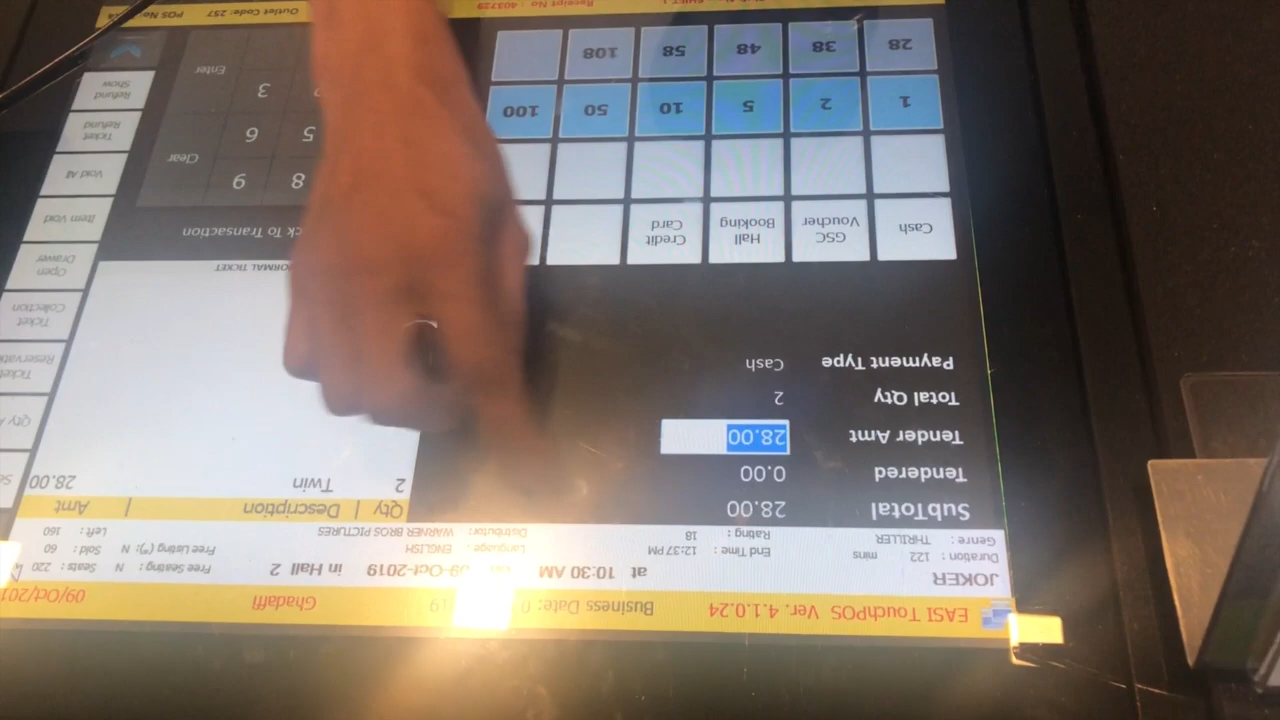 EASI TouchPOS Ver. 4.1.0.24 Business Date: Ghadaffi
JOKER at 10:30 AM 09-Oct-2019 in Hall 2 Free Seating : N Seats : 220
Duration : 122 mins End Time : 12:37 PM Language : ENGLISH Free Listing (*): N Sold : 60
Genre : THRILLER Rating : 18 Distributor : WARNER BROS PICTURES Left : 160
SubTotal 28.00
Tendered 0.00
Tender Amt 28.00
Total Qty 2
Payment Type Cash
Qty | Description | Amt
2 Twin 28.00
NORMAL TICKET
Cash
GSC Voucher
Hall Booking
Credit Card
1 2 5 10 50 100
28 38 48 58 108
To Transaction
8 9
Clear
5 6
3
Enter
Ticket Collection
Open Drawer
Item Void
Void All
Ticket Refund
Refund Show
Receipt No : 403729 Outlet Code: 257 POS No: